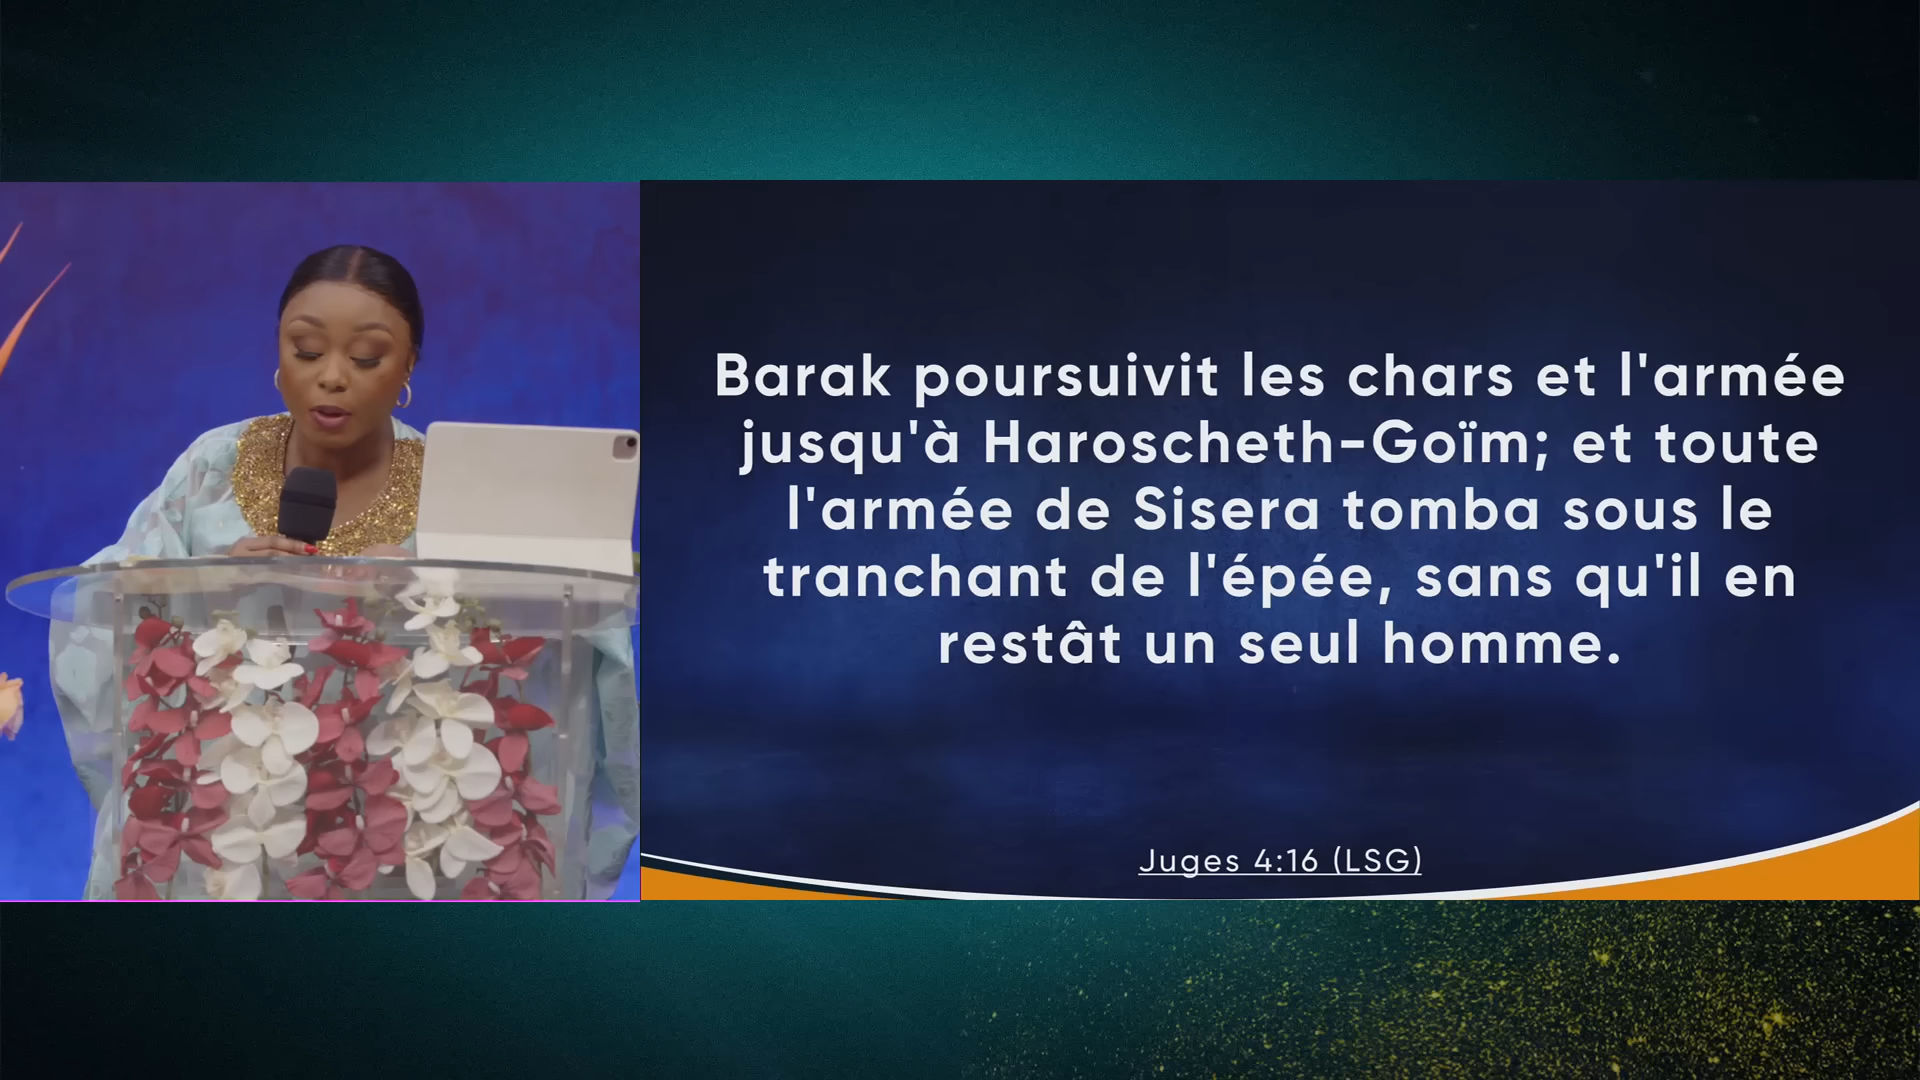 Barak poursuivit les chars et l'armée
jusqu'à Haroscheth-Goïm; et toute
l'armée de Sisera tomba sous le
tranchant de l'épée, sans qu'il en
restât un seul homme.
Juges 4:16 (LSG)